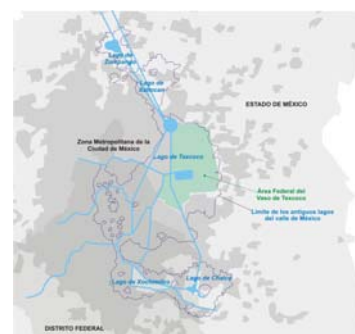 Lago de
Zumpango
Lago de
Xaltocan
ESTADO DE MÉXICO
Zona Metropolitana de la
Ciudad de México
Lago de Texcoco
Área Federal del
Vaso de Texcoco
Límite de los antiguos lagos
del valle de México
Lago de Xochimilco
Lago de Chalco
DISTRITO FEDERAL